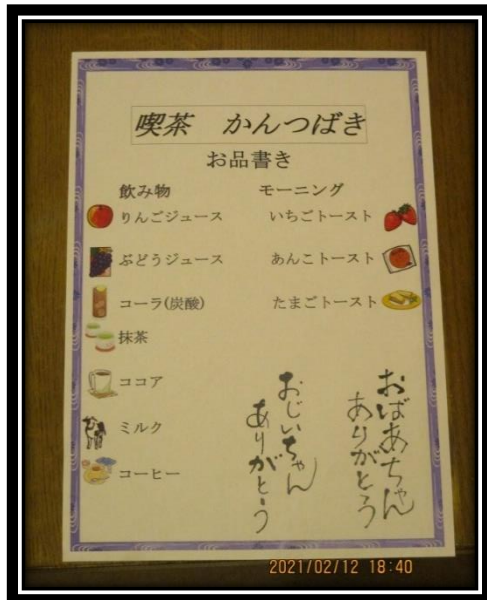 喫茶　かんつばき
お品書き
飲み物
りんごジュース
ぶどうジュース
コーラ(炭酸)
抹茶
ココア
ミルク
コーヒー
モーニング
いちごトースト
あんこトースト
たまごトースト
おばあちゃん
ありがとう
おじいちゃん
ありがとう
2021/02/12 18:40